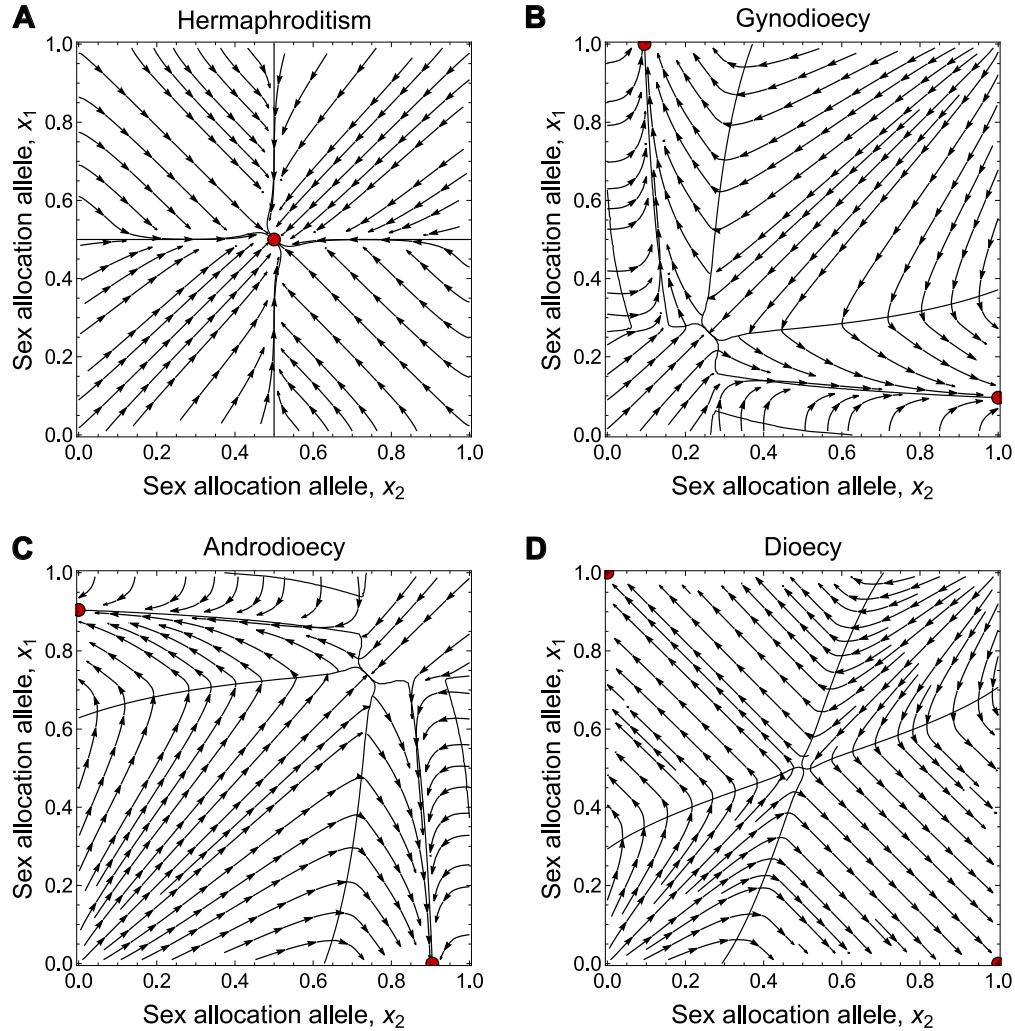 A
Hermaphroditism
Sex allocation allele, x1
1.0
0.8
0.6
0.4
0.2
0.0
0.0 0.2 0.4 0.6 0.8 1.0
Sex allocation allele, x2
B
Gynodioecy
Sex allocation allele, x1
1.0
0.8
0.6
0.4
0.2
0.0
0.0 0.2 0.4 0.6 0.8 1.0
Sex allocation allele, x2
C
Androdioecy
Sex allocation allele, x1
1.0
0.8
0.6
0.4
0.2
0.0
0.0 0.2 0.4 0.6 0.8 1.0
Sex allocation allele, x2
D
Dioecy
Sex allocation allele, x1
1.0
0.8
0.6
0.4
0.2
0.0
0.0 0.2 0.4 0.6 0.8 1.0
Sex allocation allele, x2